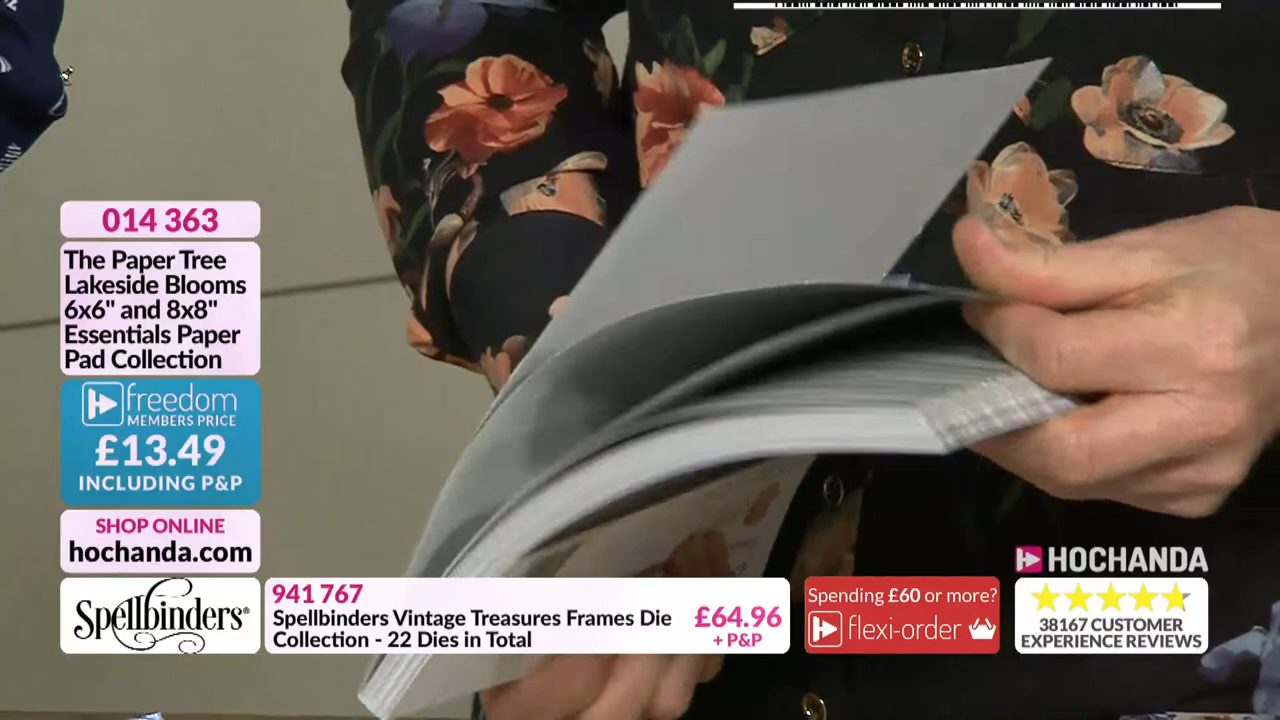 014 363
The Paper Tree
Lakeside Blooms
6x6" and 8x8"
Essentials Paper
Pad Collection
freedom
MEMBERS PRICE
£13.49
INCLUDING P&P
SHOP ONLINE
hochanda.com
Spellbinders®
941 767
Spellbinders Vintage Treasures Frames Die
Collection - 22 Dies in Total
£64.96
+ P&P
Spending £60 or more?
flexi-order
HOCHANDA
38167 CUSTOMER
EXPERIENCE REVIEWS